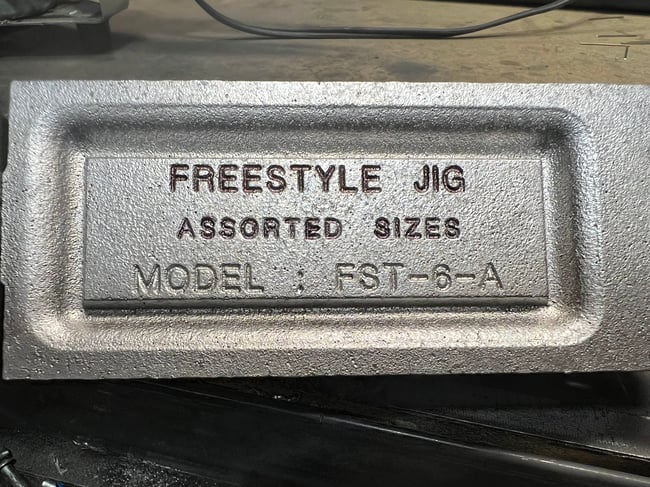 FREESTYLE JIG
ASSORTED SIZES
MODEL : FST-6-A